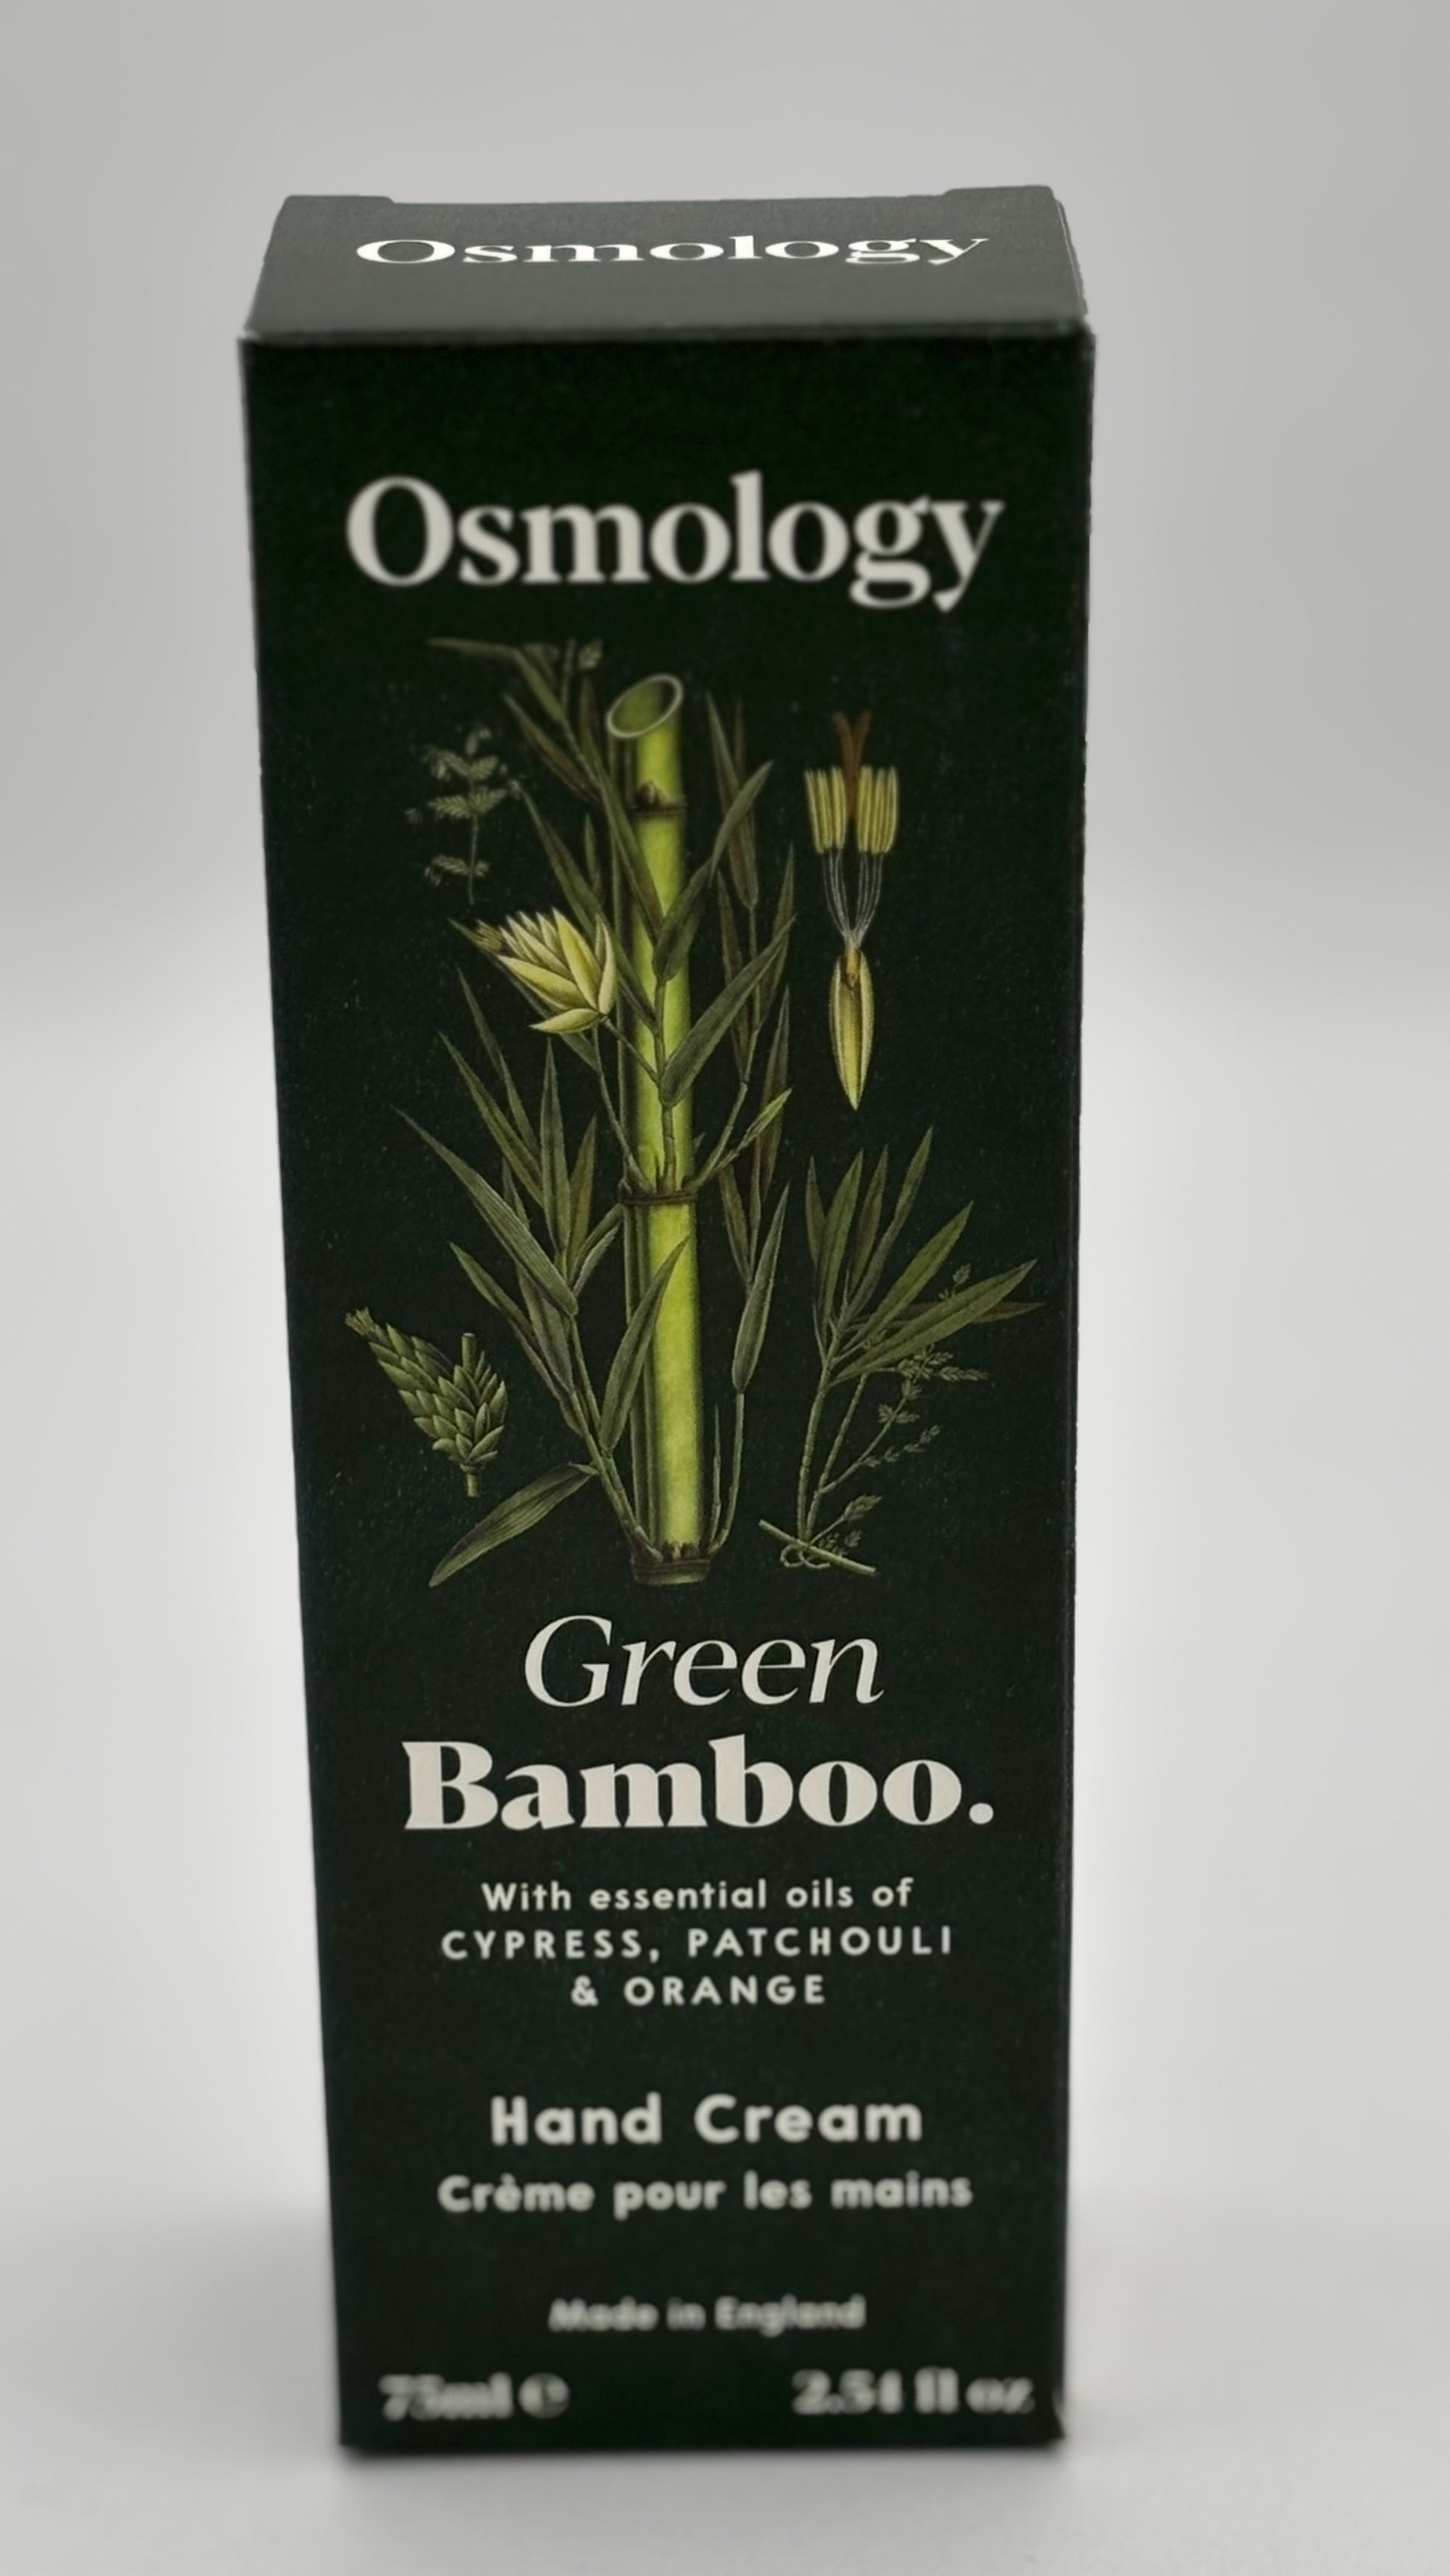 Osmology
Osmology
Green
Bamboo.
With essential oils of
CYPRESS, PATCHOULI
& ORANGE
Hand Cream
Crème pour les mains
Made in England
75ml ℮ 2.54 fl oz